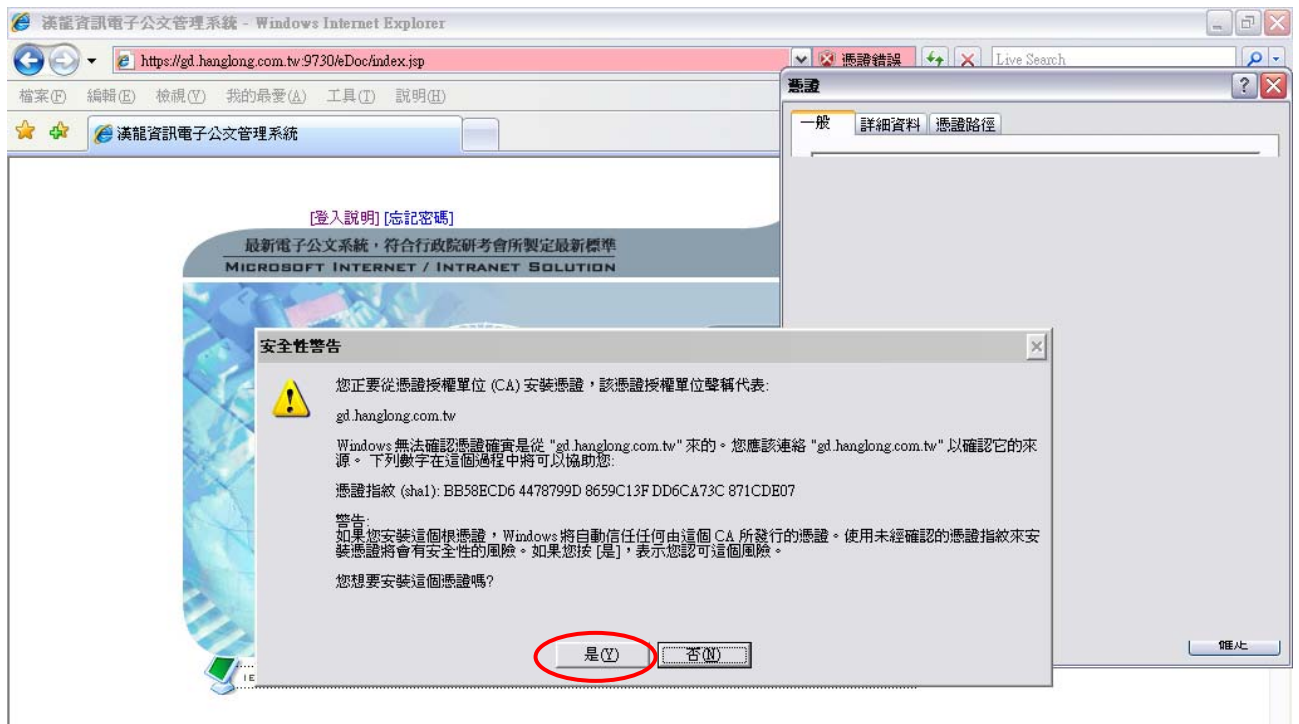 漢龍資訊電子公文管理系統 - Windows Internet Explorer
https://gd.hanglong.com.tw:9730/eDoc/index.jsp
憑證錯誤
Live Search
檔案(F) 編輯(E) 檢視(V) 我的最愛(A) 工具(T) 說明(H)
漢龍資訊電子公文管理系統
憑證
一般 詳細資料 憑證路徑
[登入說明] [忘記密碼]
最新電子公文系統，符合行政院研考會所製定最新標準
MICROSOFT INTERNET / INTRANET SOLUTION
安全性警告
您正要從憑證授權單位 (CA) 安裝憑證，該憑證授權單位聲稱代表:
gd.hanglong.com.tw
Windows 無法確認憑證確實是從 "gd.hanglong.com.tw" 來的。您應該連絡 "gd.hanglong.com.tw" 以確認它的來
源。 下列數字在這個過程中將可以協助您:
憑證指紋 (sha1): BB58ECD6 4478799D 8659C13F DD6CA73C 871CDE07
警告:
如果您安裝這個根憑證，Windows 將自動信任任何由這個 CA 所發行的憑證。使用未經確認的憑證指紋來安
裝憑證將會有安全性的風險。如果您按 [是]，表示您認可這個風險。
您想要安裝這個憑證嗎?
是(Y) 否(N)
IE